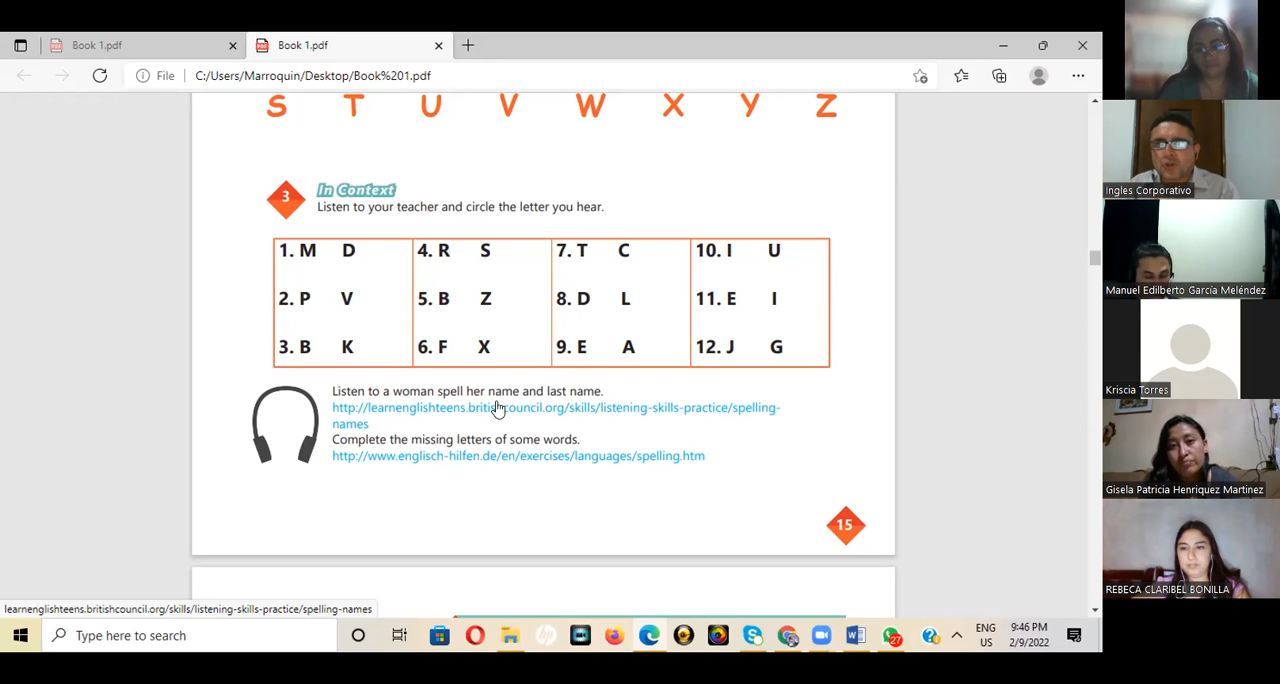 Book 1.pdf
Book 1.pdf
File
C:/Users/Marroquin/Desktop/Book%201.pdf
S T U V W X Y Z
3
In Context
Listen to your teacher and circle the letter you hear.
1. M D 4. R S 7. T C 10. I U
2. P V 5. B Z 8. D L 11. E I
3. B K 6. F X 9. E A 12. J G
Listen to a woman spell her name and last name.
http://learnenglishteens.britishcouncil.org/skills/listening-skills-practice/spelling-
names
Complete the missing letters of some words.
http://www.englisch-hilfen.de/en/exercises/languages/spelling.htm
15
learnenglishteens.britishcouncil.org/skills/listening-skills-practice/spelling-names
Type here to search
27
ENG
US
9:46 PM
2/9/2022
Ingles Corporativo
Manuel Edilberto García Meléndez
Kriscia Torres
Gisela Patricia Henriquez Martinez
REBECA CLARIBEL BONILLA